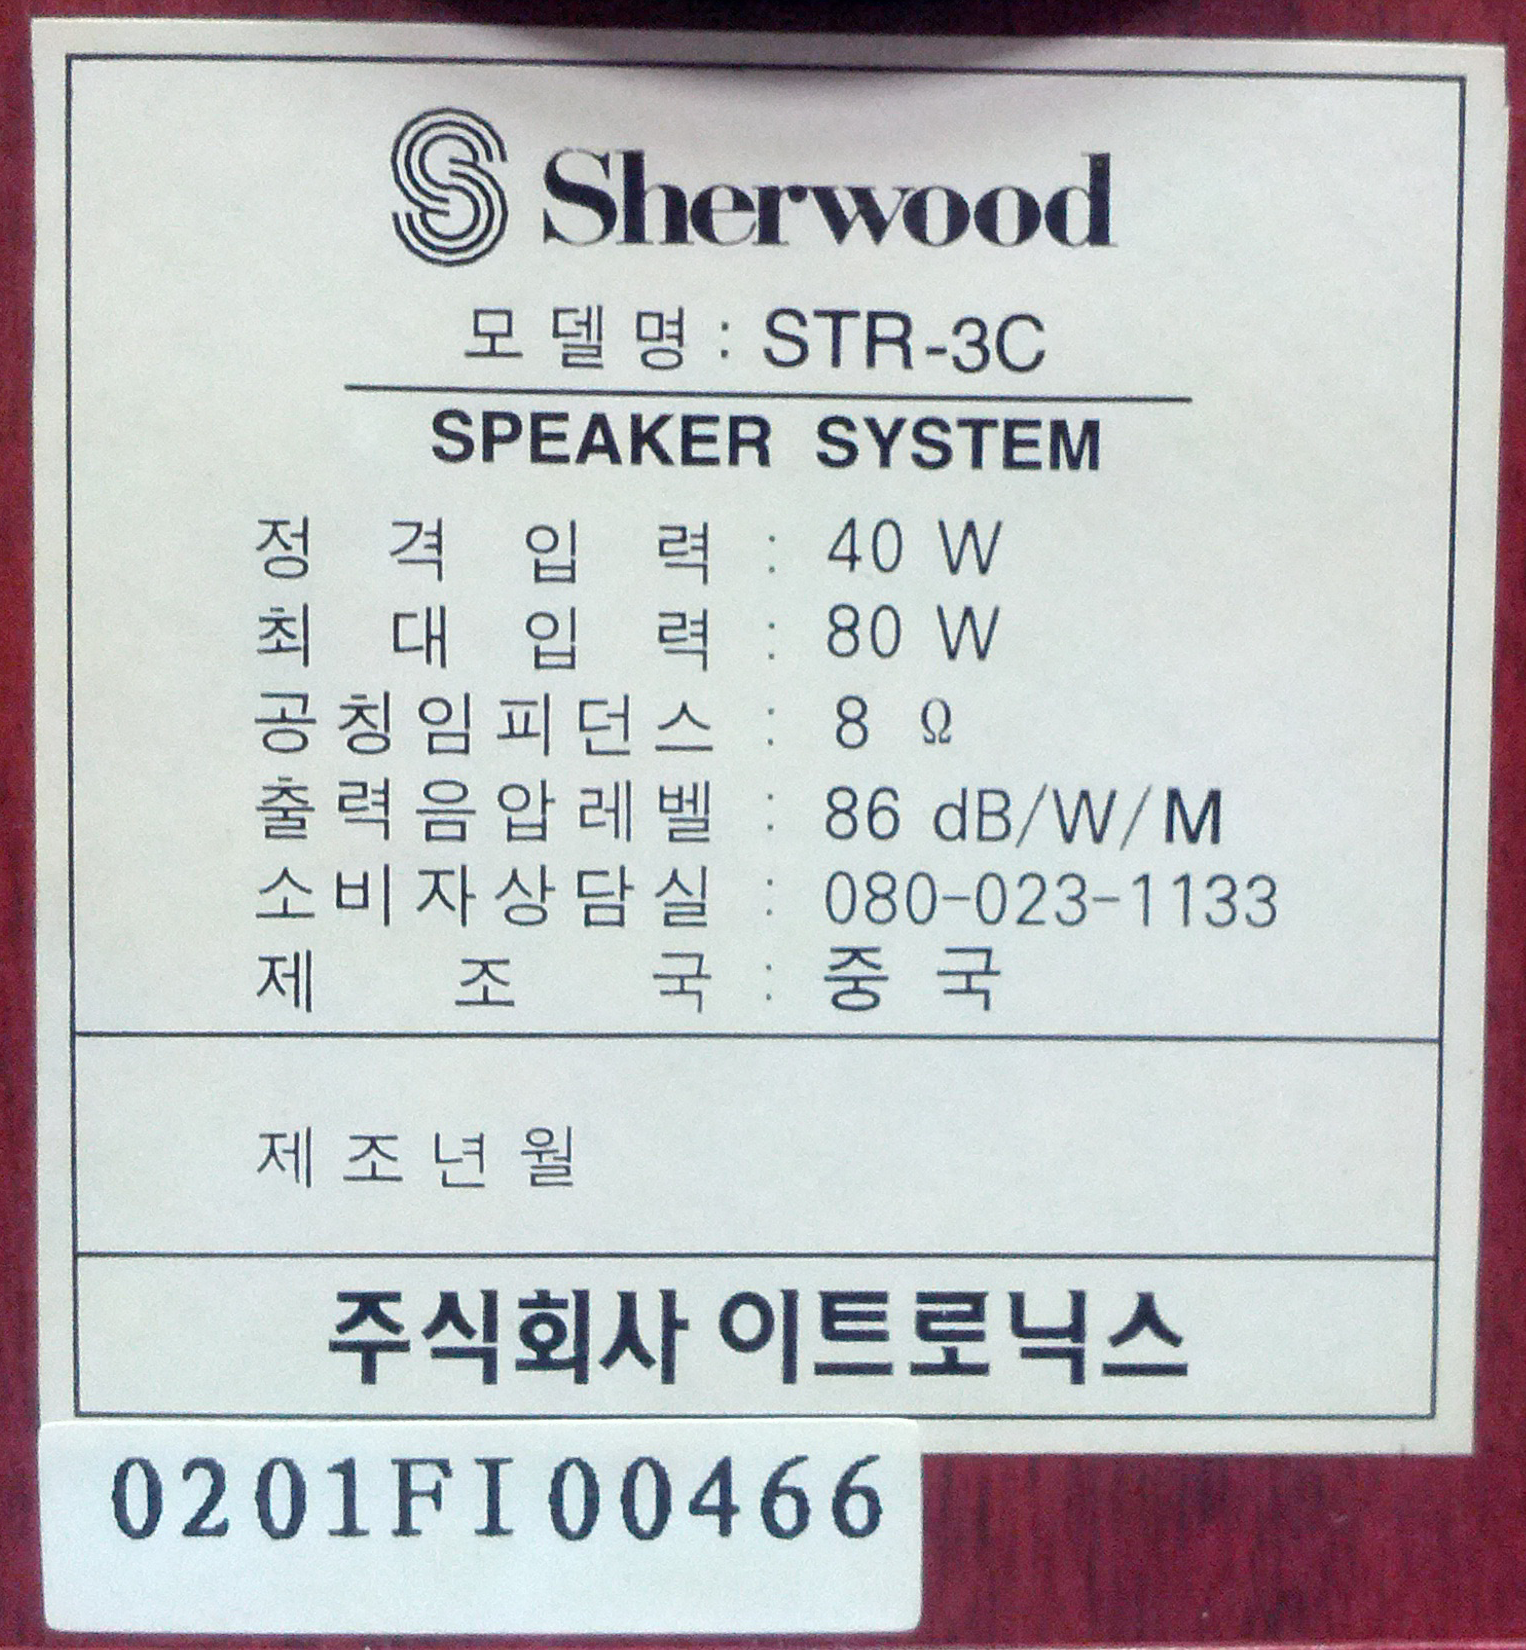 Sherwood
모델명 : STR-3C
SPEAKER SYSTEM
정격입력 : 40 W
최대입력 : 80 W
공칭임피던스 : 8 Ω
출력음압레벨 : 86 dB/W/M
소비자상담실 : 080-023-1133
제조국 : 중국
제조년월
주식회사 이트로닉스
0201FI00466